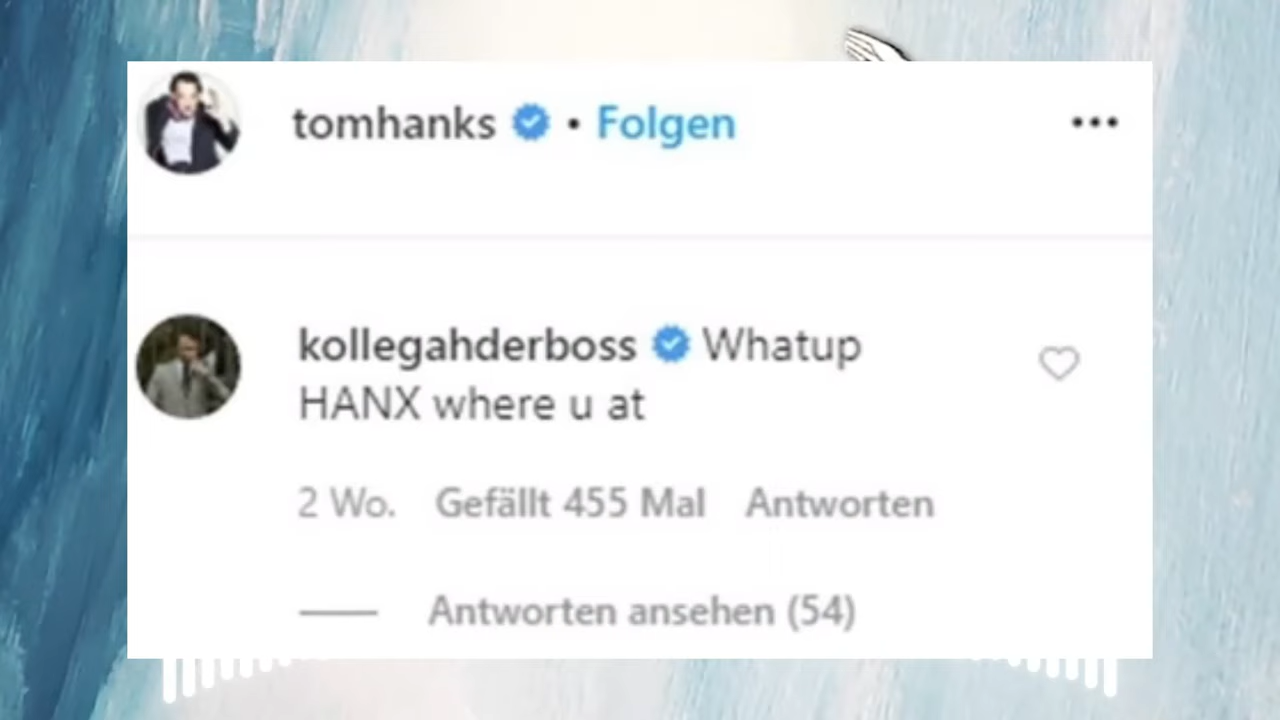 tomhanks • Folgen
kollegahderboss Whatup
HANX where u at
2 Wo. Gefällt 455 Mal Antworten
Antworten ansehen (54)